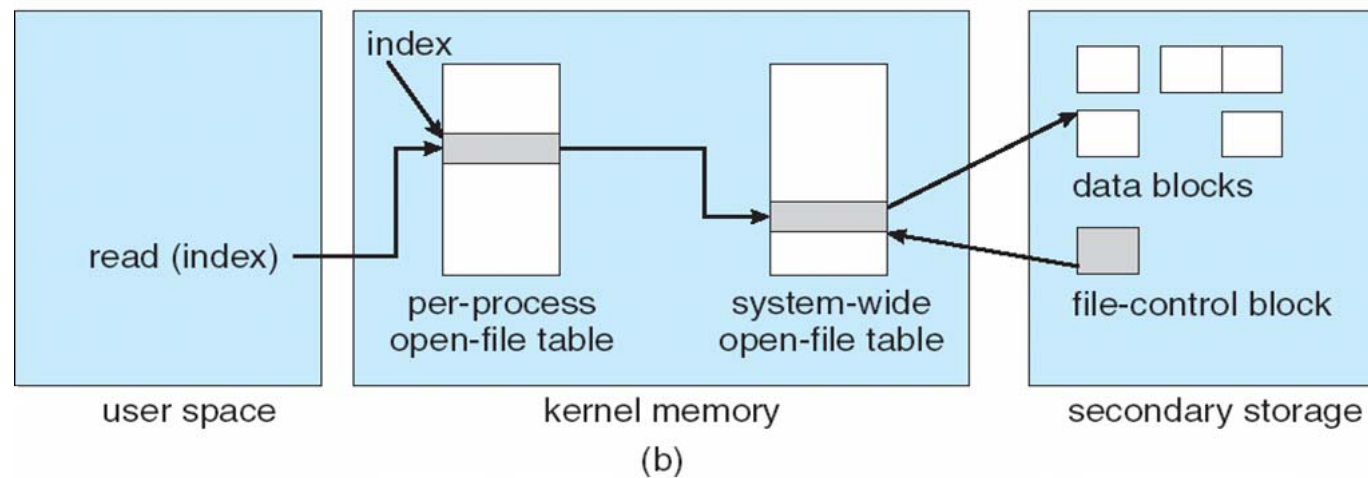 index
read (index)
per-process
open-file table
system-wide
open-file table
data blocks
file-control block
user space
kernel memory
secondary storage
(b)